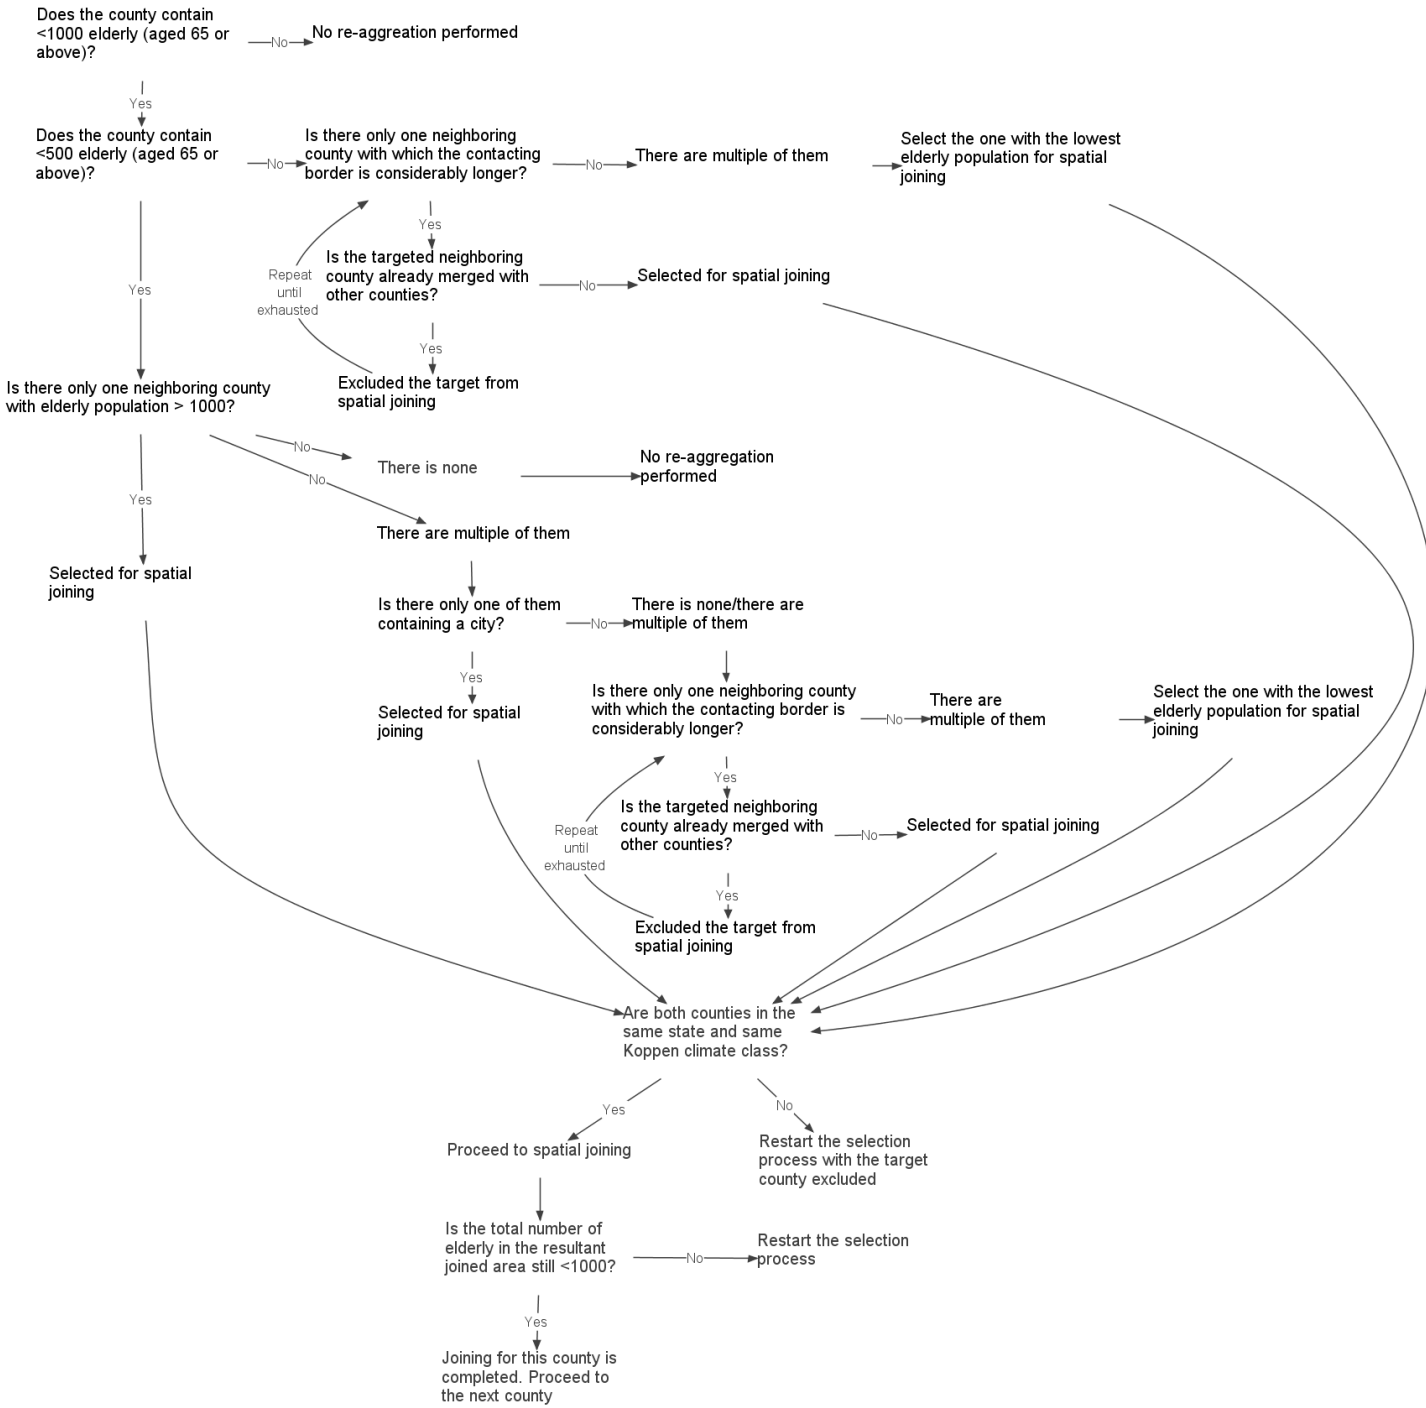 Does the county contain
<1000 elderly (aged 65 or
above)?
No
No re-aggreation performed
Yes
Does the county contain
<500 elderly (aged 65 or
above)?
No
Is there only one neighboring
county with which the contacting
border is considerably longer?
No
There are multiple of them
Select the one with the lowest
elderly population for spatial
joining
Yes
Is the targeted neighboring
county already merged with
other counties?
No
Selected for spatial joining
Repeat
until
exhausted
Yes
Yes
Excluded the target from
spatial joining
Is there only one neighboring county
with elderly population > 1000?
No
There is none
No re-aggregation
performed
No
There are multiple of them
Yes
Selected for spatial
joining
Is there only one of them
containing a city?
No
There is none/there are
multiple of them
Yes
Selected for spatial
joining
Is there only one neighboring county
with which the contacting border is
considerably longer?
No
There are
multiple of them
Select the one with the lowest
elderly population for spatial
joining
Yes
Is the targeted neighboring
county already merged with
other counties?
No
Selected for spatial joining
Repeat
until
exhausted
Yes
Excluded the target from
spatial joining
Are both counties in the
same state and same
Koppen climate class?
Yes
No
Proceed to spatial joining
Restart the selection
process with the target
county excluded
Is the total number of
elderly in the resultant
joined area still <1000?
No
Restart the selection
process
Yes
Joining for this county is
completed. Proceed to
the next county